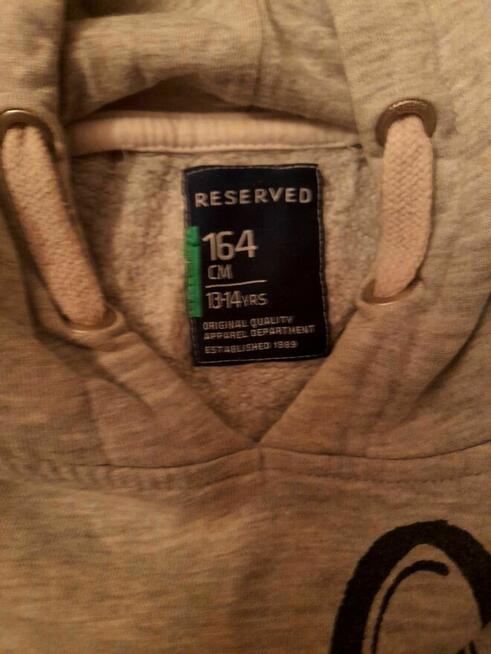 RESERVED
164
CM
13-14YRS
ORIGINAL QUALITY
APPAREL DEPARTMENT
ESTABLISHED 1989